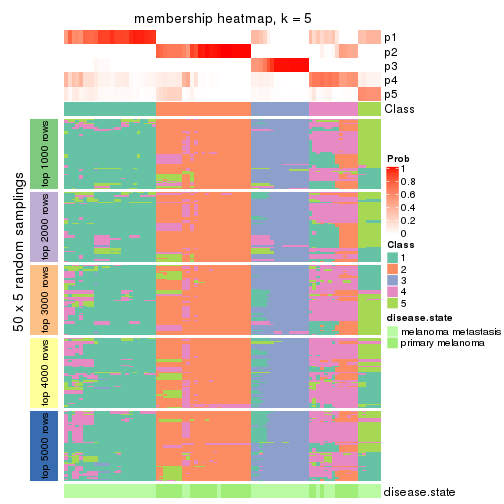 membership heatmap, k = 5
p1
p2
p3
p4
p5
Class
50 x 5 random samplings
top 1000 rows
top 2000 rows
top 3000 rows
top 4000 rows
top 5000 rows
Prob
1
0.8
0.6
0.4
0.2
0
Class
1
2
3
4
5
disease.state
melanoma metastasis
primary melanoma
disease.state